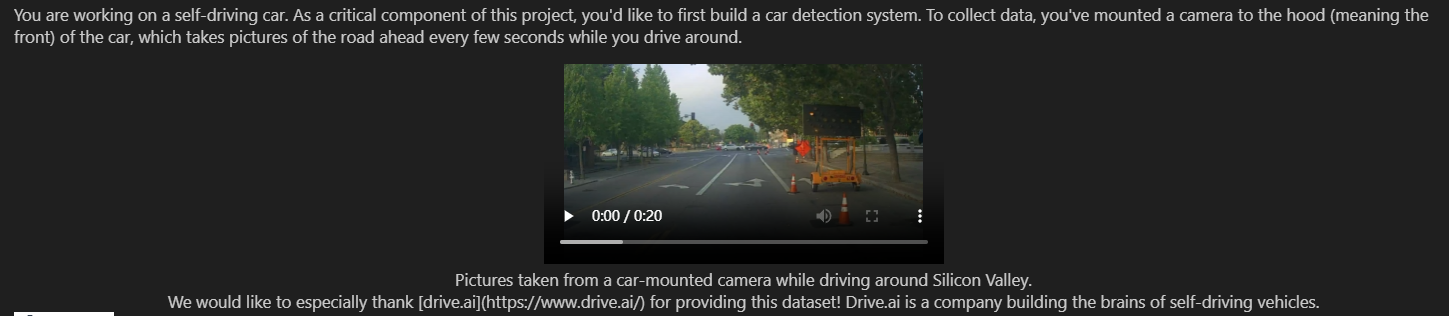 You are working on a self-driving car. As a critical component of this project, you'd like to first build a car detection system. To collect data, you've mounted a camera to the hood (meaning the
front) of the car, which takes pictures of the road ahead every few seconds while you drive around.
0:00 / 0:20
Pictures taken from a car-mounted camera while driving around Silicon Valley.
We would like to especially thank [drive.ai](https://www.drive.ai/) for providing this dataset! Drive.ai is a company building the brains of self-driving vehicles.